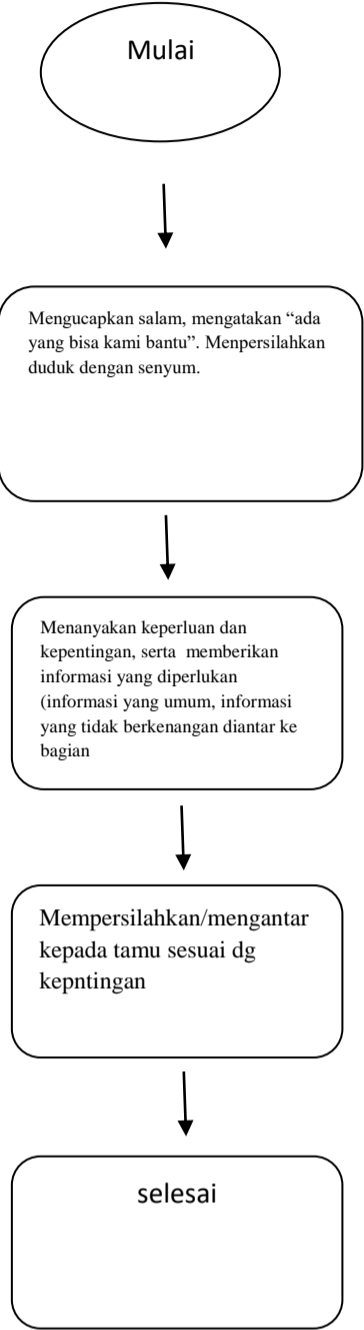 Mulai
Mengucapkan salam, mengatakan “ada
yang bisa kami bantu”. Menpersilahkan
duduk dengan senyum.
Menanyakan keperluan dan
kepentingan, serta  memberikan
informasi yang diperlukan
(informasi yang umum, informasi
yang tidak berkenangan diantar ke
bagian
Mempersilahkan/mengantar
kepada tamu sesuai dg
kepntingan
selesai